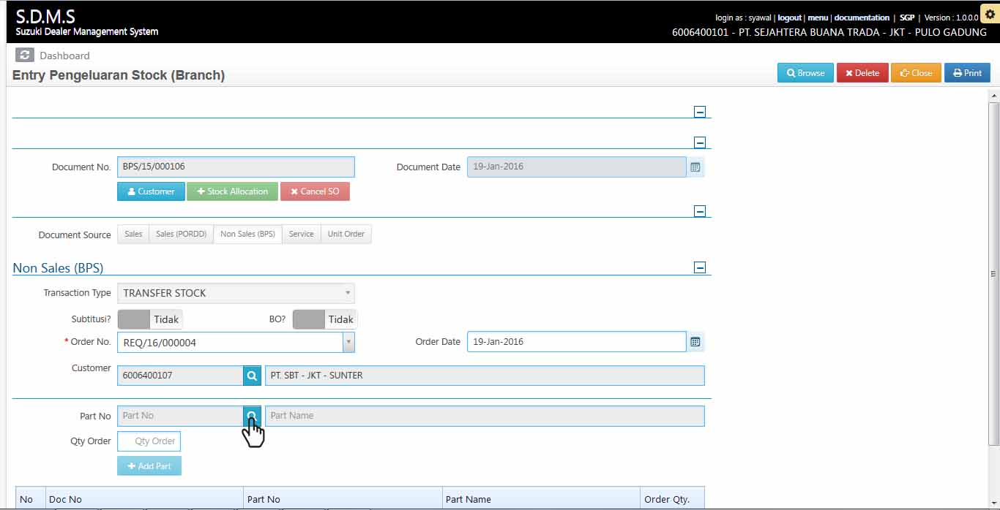 S.D.M.S
Suzuki Dealer Management System
login as : syawal | logout | menu | documentation | SGP | Version : 1.0.0.0
6006400101 - PT. SEJAHTERA BUANA TRADA - JKT - PULO GADUNG
Dashboard
Entry Pengeluaran Stock (Branch)
Browse Delete Close Print
Document No. BPS/15/000106 Document Date 19-Jan-2016
Customer Stock Allocation Cancel SO
Document Source Sales Sales (PORDD) Non Sales (BPS) Service Unit Order
Non Sales (BPS)
Transaction Type TRANSFER STOCK
Subtitusi? Tidak BO? Tidak
* Order No. REQ/16/000004 Order Date 19-Jan-2016
Customer 6006400107 PT. SBT - JKT - SUNTER
Part No Part No Part Name
Qty Order Qty Order
Add Part
No Doc No Part No Part Name Order Qty.